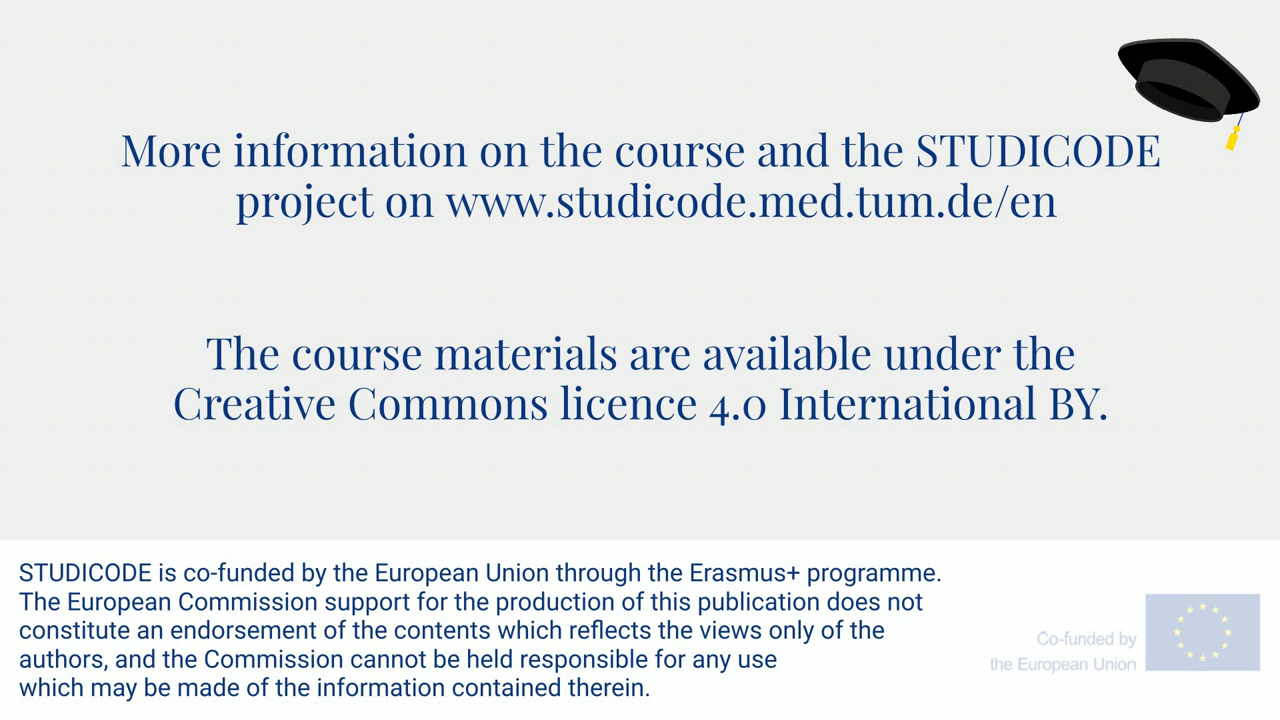 More information on the course and the STUDICODE
project on www.studicode.med.tum.de/en
The course materials are available under the
Creative Commons licence 4.0 International BY.
STUDICODE is co-funded by the European Union through the Erasmus+ programme.
The European Commission support for the production of this publication does not
constitute an endorsement of the contents which reflects the views only of the
authors, and the Commission cannot be held responsible for any use
which may be made of the information contained therein.
Co-funded by
the European Union